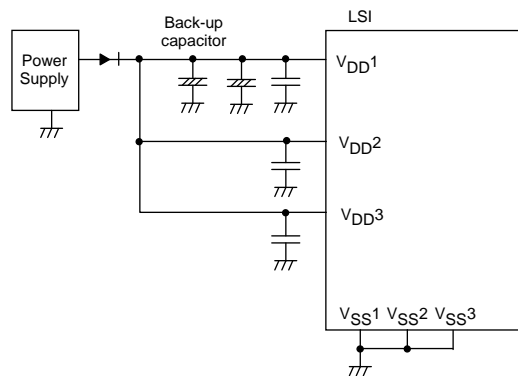 LSI
Back-up
capacitor
Power
Supply
VDD1
VDD2
VDD3
VSS1 VSS2 VSS3